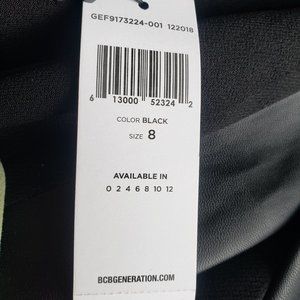 GEF9173224-001 122018
6 13000 52324 2
COLOR BLACK
SIZE 8
AVAILABLE IN
0 2 4 6 8 10 12
BCBGENERATION.COM